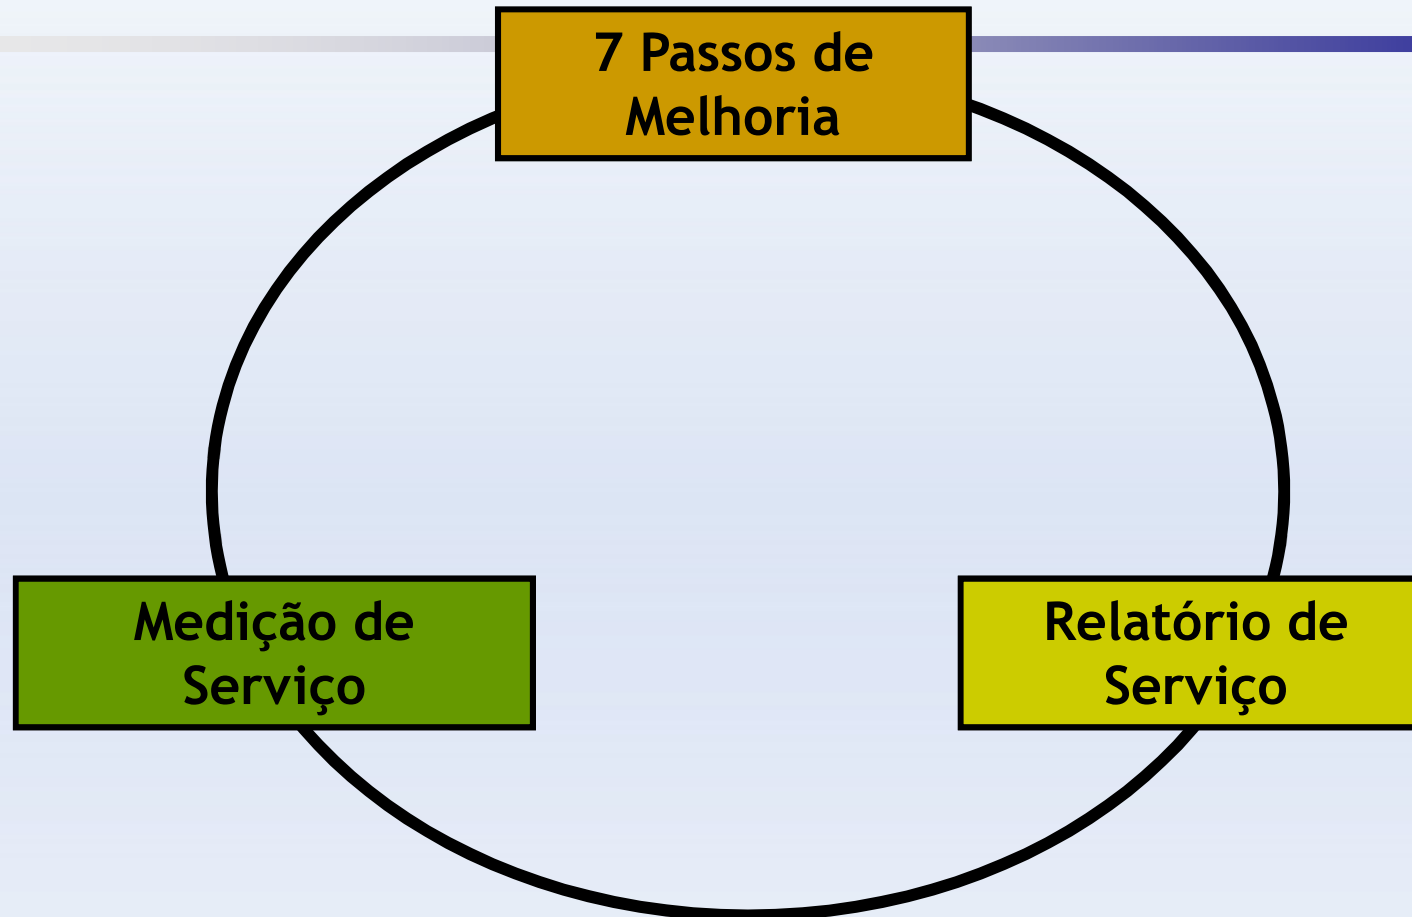 7 Passos de
Melhoria
Medição de
Serviço
Relatório de
Serviço